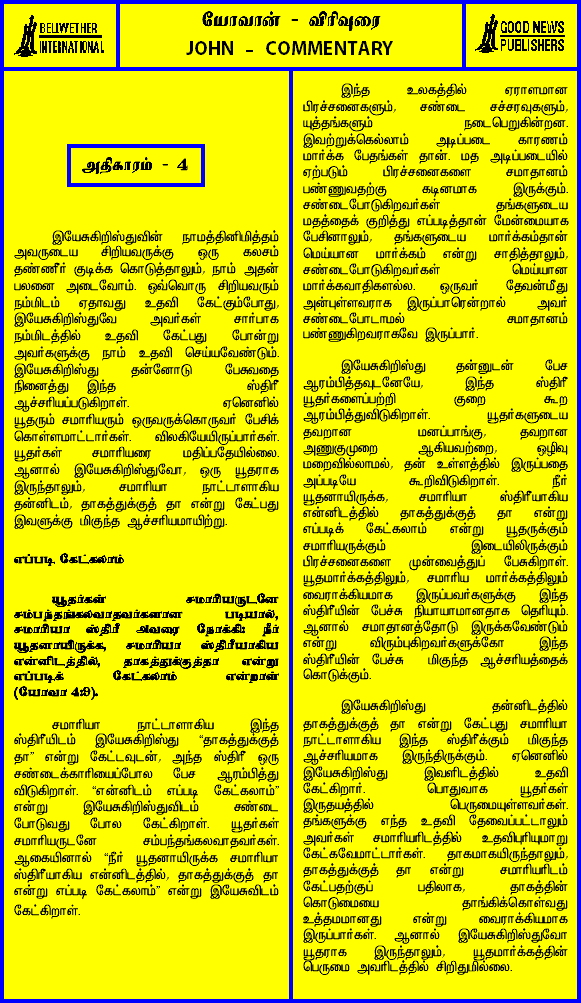 BELWETHER
INTERNATIONAL
யோவான் - விரிவுரை
JOHN - COMMENTARY
GOOD NEWS
PUBLISHERS
அதிகாரம் - 4
இயேசுகிறிஸ்துவின் நாமத்தினிமித்தம்
அவருடைய சிறியவருக்கு ஒரு கலசம்
தண்ணீர் குடிக்க கொடுத்தாலும், நாம் அதன்
பலனை அடைவோம். ஒவ்வொரு சிறியவரும்
நம்மிடம் ஏதாவது உதவி கேட்கும்போது,
இயேசுகிறிஸ்துவே அவர்கள் சார்பாக
நம்மிடத்தில் உதவி கேட்பது போன்று
அவர்களுக்கு நாம் உதவி செய்யவேண்டும்.
இயேசுகிறிஸ்து தன்னோடு பேசுவதை
நினைத்து இந்த ஸ்திரீ
ஆச்சரியப்படுகிறாள். ஏனெனில்
யூதரும் சமாரியரும் ஒருவருக்கொருவர் பேசிக்
கொள்ளமாட்டார்கள். விலகியேயிருப்பார்கள்.
யூதர்கள் சமாரியரை மதிப்பதேயில்லை.
ஆனால் இயேசுகிறிஸ்துவோ, ஒரு யூதராக
இருந்தாலும், சமாரியா நாட்டாளாகிய
தன்னிடம், தாகத்துக்குத் தா என்று கேட்பது
இவளுக்கு மிகுந்த ஆச்சரியமாயிற்று.
எப்படி கேட்கலாம்
யூதர்கள் சமாரியருடனே
சம்பந்தங்கலவாதவர்களான படியால்,
சமாரியா ஸ்திரீ அவரை நோக்கி: நீர்
யூதனாயிருக்க, சமாரியா ஸ்திரீயாகிய
என்னிடத்தில், தாகத்துக்குத்தா என்று
எப்படிக் கேட்கலாம் என்றாள்
(யோவா 4:9).
சமாரியா நாட்டாளாகிய இந்த
ஸ்திரீயிடம் இயேசுகிறிஸ்து "தாகத்துக்குத்
தா" என்று கேட்டவுடன், அந்த ஸ்திரீ ஒரு
சண்டைக்காரியைப்போல பேச ஆரம்பித்து
விடுகிறாள். "என்னிடம் எப்படி கேட்கலாம்"
என்று இயேசுகிறிஸ்துவிடம் சண்டை
போடுவது போல கேட்கிறாள். யூதர்கள்
சமாரியருடனே சம்பந்தங்கலவாதவர்கள்.
ஆகையினால் "நீர் யூதனாயிருக்க சமாரியா
ஸ்திரீயாகிய என்னிடத்தில், தாகத்துக்குத் தா
என்று எப்படி கேட்கலாம்" என்று இயேசுவிடம்
கேட்கிறாள்.
இந்த உலகத்தில் ஏராளமான
பிரச்சனைகளும், சண்டை சச்சரவுகளும்,
யுத்தங்களும் நடைபெறுகின்றன.
இவற்றுக்கெல்லாம் அடிப்படை காரணம்
மார்க்க பேதங்கள் தான். மத அடிப்படையில்
ஏற்படும் பிரச்சனைகளை சமாதானம்
பண்ணுவதற்கு கடினமாக இருக்கும்.
சண்டைபோடுகிறவர்கள் தங்களுடைய
மதத்தைக் குறித்து எப்படித்தான் மேன்மையாக
பேசினாலும், தங்களுடைய மார்க்கம்தான்
மெய்யான மார்க்கம் என்று சாதித்தாலும்,
சண்டைபோடுகிறவர்கள் மெய்யான
மார்க்கவாதிகளல்ல. ஒருவர் தேவன்மீது
அன்புள்ளவராக இருப்பாரென்றால் அவர்
சண்டைபோடாமல் சமாதானம்
பண்ணுகிறவராகவே இருப்பார்.
இயேசுகிறிஸ்து தன்னுடன் பேச
ஆரம்பித்தவுடனேயே, இந்த ஸ்திரீ
யூதர்களைப்பற்றி குறை கூற
ஆரம்பித்துவிடுகிறாள். யூதர்களுடைய
தவறான மனப்பாங்கு, தவறான
அணுகுமுறை ஆகியவற்றை, ஒழிவு
மறைவில்லாமல், தன் உள்ளத்தில் இருப்பதை
அப்படியே கூறிவிடுகிறாள். நீர்
யூதனாயிருக்க, சமாரியா ஸ்திரீயாகிய
என்னிடத்தில் தாகத்துக்குத் தா என்று
எப்படிக் கேட்கலாம் என்று யூதருக்கும்
சமாரியருக்கும் இடையிலிருக்கும்
பிரச்சனைகளை முன்வைத்துப் பேசுகிறாள்.
யூதமார்க்கத்திலும், சமாரிய மார்க்கத்திலும்
வைராக்கியமாக இருப்பவர்களுக்கு இந்த
ஸ்திரீயின் பேச்சு நியாயமானதாக தெரியும்.
ஆனால் சமாதானத்தோடு இருக்கவேண்டும்
என்று விரும்புகிறவர்களுக்கோ இந்த
ஸ்திரீயின் பேச்சு மிகுந்த ஆச்சரியத்தைக்
கொடுக்கும்.
இயேசுகிறிஸ்து தன்னிடத்தில்
தாகத்துக்குத் தா என்று கேட்பது சமாரியா
நாட்டாளாகிய இந்த ஸ்திரீக்கும் மிகுந்த
ஆச்சரியமாக இருந்திருக்கும். ஏனெனில்
இயேசுகிறிஸ்து இவளிடத்தில் உதவி
கேட்கிறார். பொதுவாக யூதர்கள்
இருதயத்தில் பெருமையுள்ளவர்கள்.
தங்களுக்கு எந்த உதவி தேவைப்பட்டாலும்
அவர்கள் சமாரியரிடத்தில் உதவிபுரியுமாறு
கேட்கவேமாட்டார்கள். தாகமாகயிருந்தாலும்,
தாகத்துக்குத் தா என்று சமாரியரிடம்
கேட்பதற்குப் பதிலாக, தாகத்தின்
கொடுமையை தாங்கிக்கொள்வது
உத்தமமானது என்று வைராக்கியமாக
இருப்பார்கள். ஆனால் இயேசுகிறிஸ்துவோ
யூதராக இருந்தாலும், யூதமார்க்கத்தின்
பெருமை அவரிடத்தில் சிறிதுமில்லை.